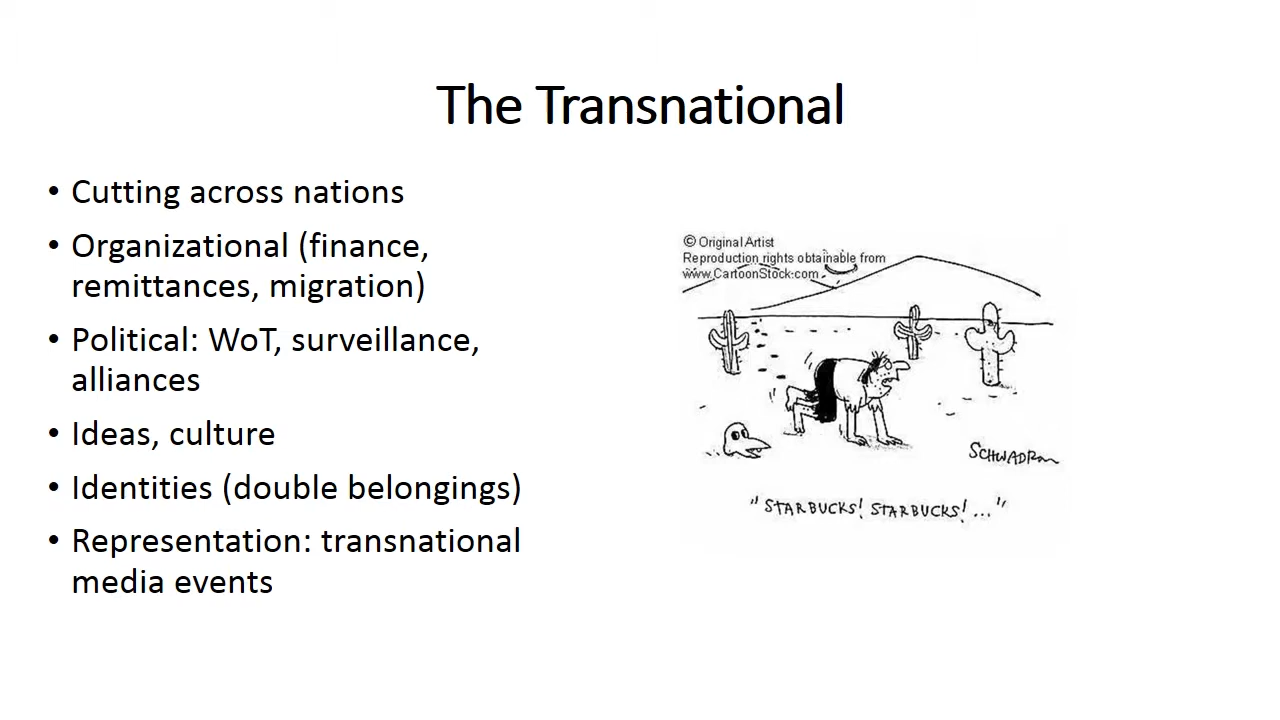 The Transnational
• Cutting across nations
• Organizational (finance,
remittances, migration)
• Political: WoT, surveillance,
alliances
• Ideas, culture
• Identities (double belongings)
• Representation: transnational
media events
© Original Artist
Reproduction rights obtainable from
www.CartoonStock.com
SCHWADRON
"STARBUCKS! STARBUCKS!..."